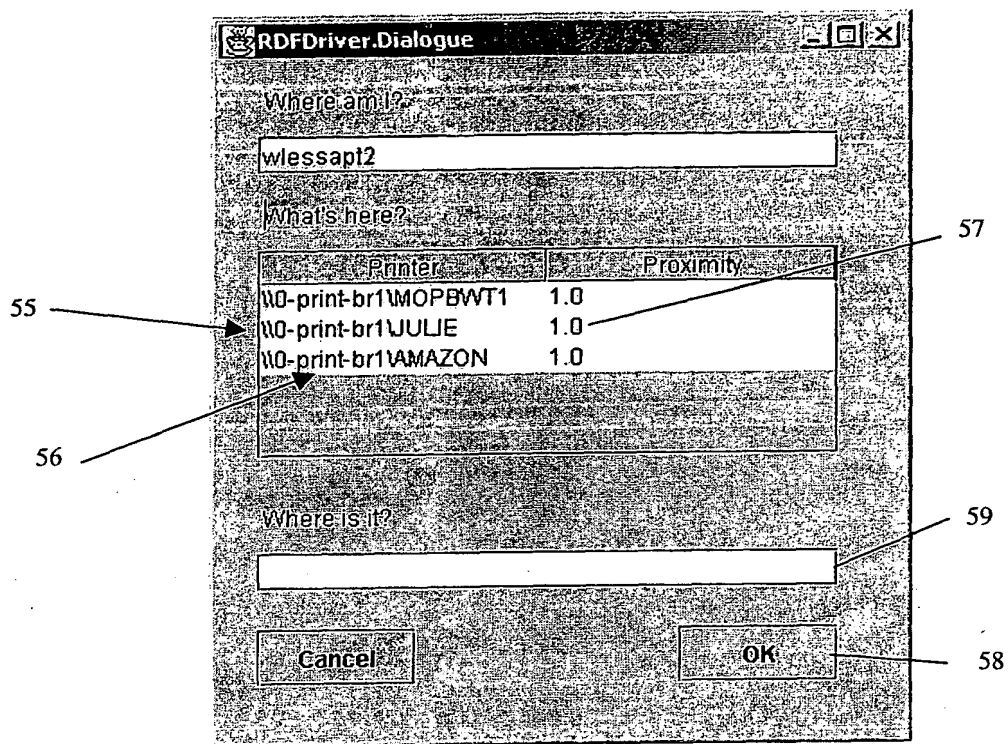 RDFDriver.Dialogue
Where am I?
wlessapt2
What's here?
Printer Proximity
\\0-print-br1\MOPBWT1 1.0
\\0-print-br1\JULIE 1.0
\\0-print-br1\AMAZON 1.0
Where is it?
Cancel OK
55
56
57
59
58